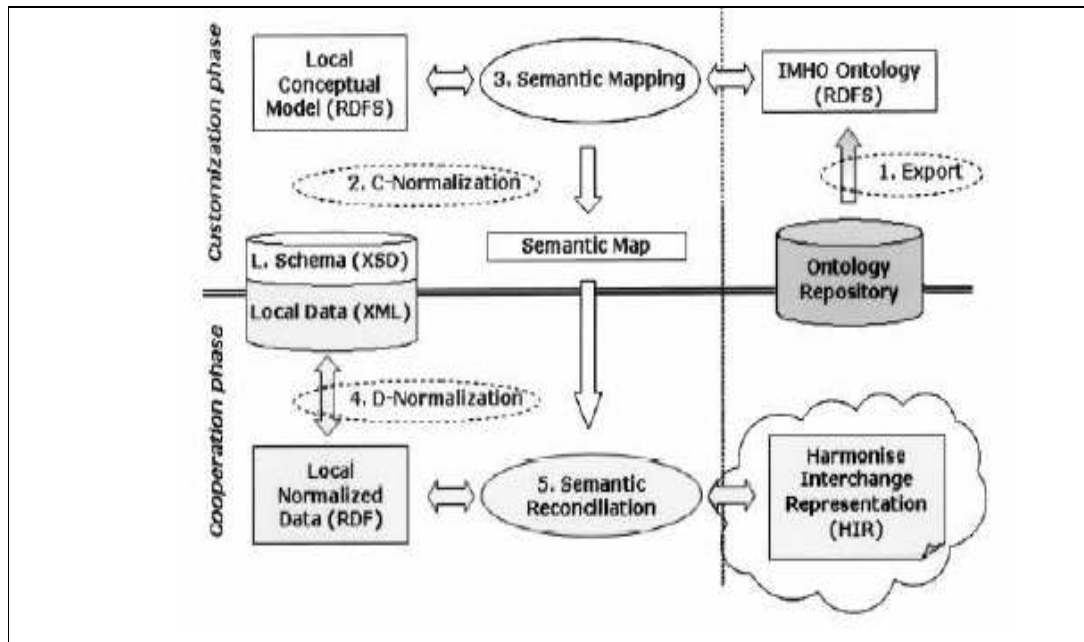 Customization phase
Local
Conceptual
Model (RDFS)
3. Semantic Mapping
IMHO Ontology
(RDFS)
2. C-Normalization
1. Export
Semantic Map
L. Schema (XSD)
Local Data (XML)
Ontology
Repository
Cooperation phase
4. D-Normalization
Local
Normalized
Data (RDF)
5. Semantic
Reconciliation
Harmonise
Interchange
Representation
(HIR)